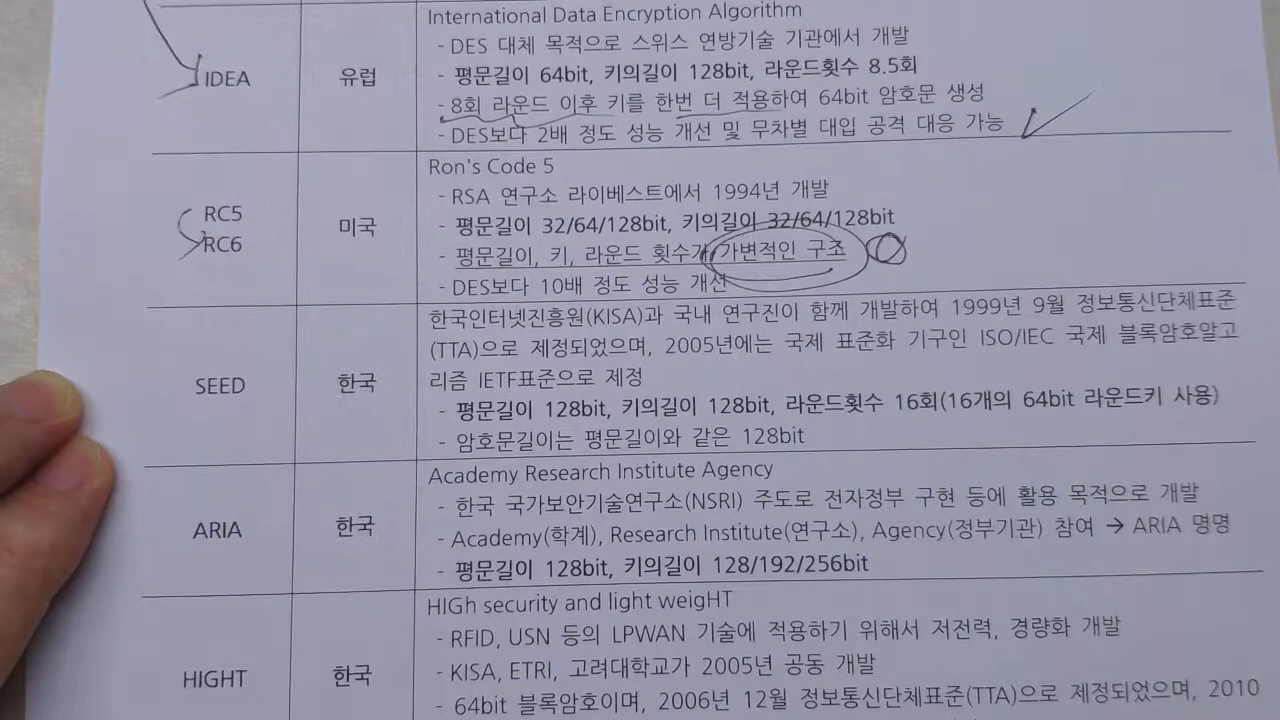 International Data Encryption Algorithm
- DES 대체 목적으로 스위스 연방기술 기관에서 개발
IDEA
유럽
- 평문길이 64bit, 키의길이 128bit, 라운드횟수 8.5회
- 8회 라운드 이후 키를 한번 더 적용하여 64bit 암호문 생성
- DES보다 2배 정도 성능 개선 및 무차별 대입 공격 대응 가능
Ron's Code 5
- RSA 연구소 라이베스트에서 1994년 개발
RC5
RC6
미국
- 평문길이 32/64/128bit, 키의길이 32/64/128bit
- 평문길이, 키, 라운드 횟수가 가변적인 구조
- DES보다 10배 정도 성능 개선
한국인터넷진흥원(KISA)과 국내 연구진이 함께 개발하여 1999년 9월 정보통신단체표준
(TTA)으로 제정되었으며, 2005년에는 국제 표준화 기구인 ISO/IEC 국제 블록암호알고
리즘 IETF표준으로 제정
SEED
한국
- 평문길이 128bit, 키의길이 128bit, 라운드횟수 16회(16개의 64bit 라운드키 사용)
- 암호문길이는 평문길이와 같은 128bit
Academy Research Institute Agency
- 한국 국가보안기술연구소(NSRI) 주도로 전자정부 구현 등에 활용 목적으로 개발
ARIA
한국
- Academy(학계), Research Institute(연구소), Agency(정부기관) 참여 → ARIA 명명
- 평문길이 128bit, 키의길이 128/192/256bit
HIGh security and light weigHT
- RFID, USN 등의 LPWAN 기술에 적용하기 위해서 저전력, 경량화 개발
HIGHT
한국
- KISA, ETRI, 고려대학교가 2005년 공동 개발
- 64bit 블록암호이며, 2006년 12월 정보통신단체표준(TTA)으로 제정되었으며, 2010